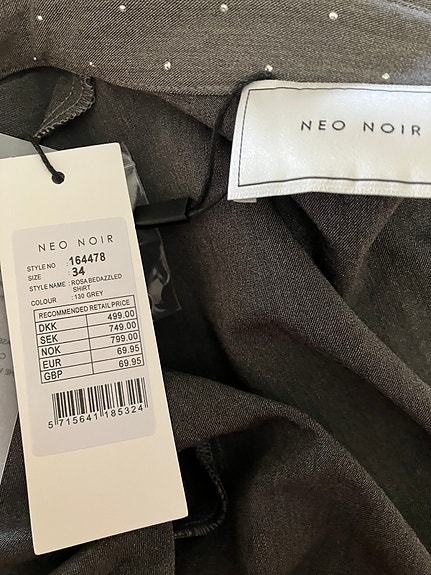 NEO NOIR
NEO NOIR
STYLE NO : 164478
SIZE : 34
STYLE NAME : ROSA BEDAZZLED
SHIRT
COLOUR : 130 GREY
RECOMMENDED RETAIL PRICE
DKK 499.00
SEK 749.00
NOK 799.00
EUR 69.95
GBP 69.95
5 715641 185324